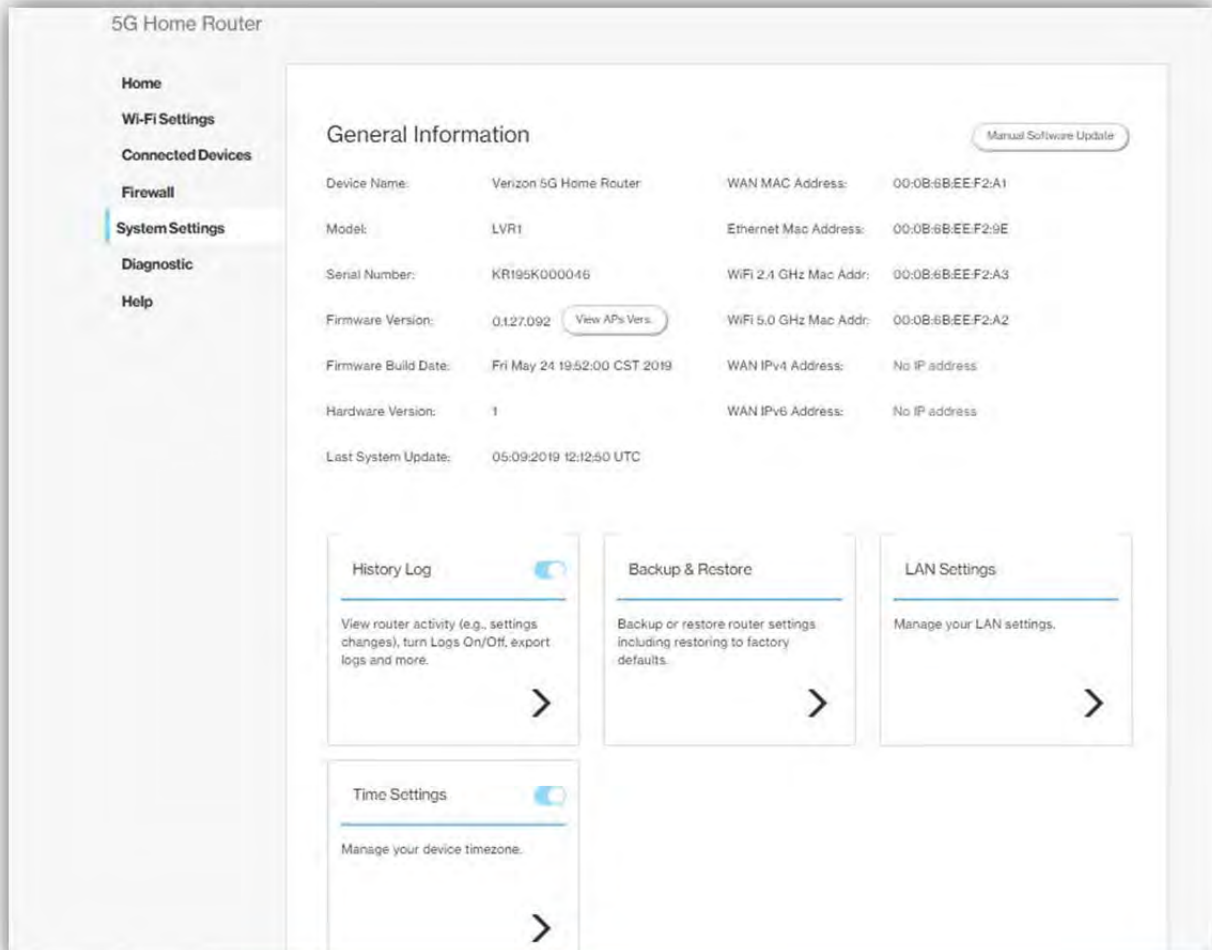 5G Home Router
Home
Wi-Fi Settings
Connected Devices
Firewall
System Settings
Diagnostic
Help
General Information
Manual Software Update
Device Name: Verizon 5G Home Router WAN MAC Address: 00:0B:6B:EE:F2:A1
Model: LVR1 Ethernet Mac Address: 00:0B:6B:EE:F2:9E
Serial Number: KR195K000046 WiFi 2.4 GHz Mac Addr: 00:0B:6B:EE:F2:A3
Firmware Version: 0.1.27.092 View APs Vers. WiFi 5.0 GHz Mac Addr: 00:0B:6B:EE:F2:A2
Firmware Build Date: Fri May 24 19:52:00 CST 2019 WAN IPv4 Address: No IP address
Hardware Version: 1 WAN IPv6 Address: No IP address
Last System Update: 05:09:2019 12:12:50 UTC
History Log
View router activity (e.g., settings
changes), turn Logs On/Off, export
logs and more.
Backup & Restore
Backup or restore router settings
including restoring to factory
defaults.
LAN Settings
Manage your LAN settings.
Time Settings
Manage your device timezone.